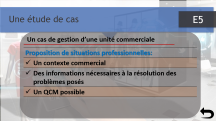 Une étude de cas
E5
Un cas de gestion d'une unité commerciale
Proposition de situations professionnelles:
✓ Un contexte commercial
✓ Des informations nécessaires à la résolution des
problèmes posés
✓ Un QCM possible